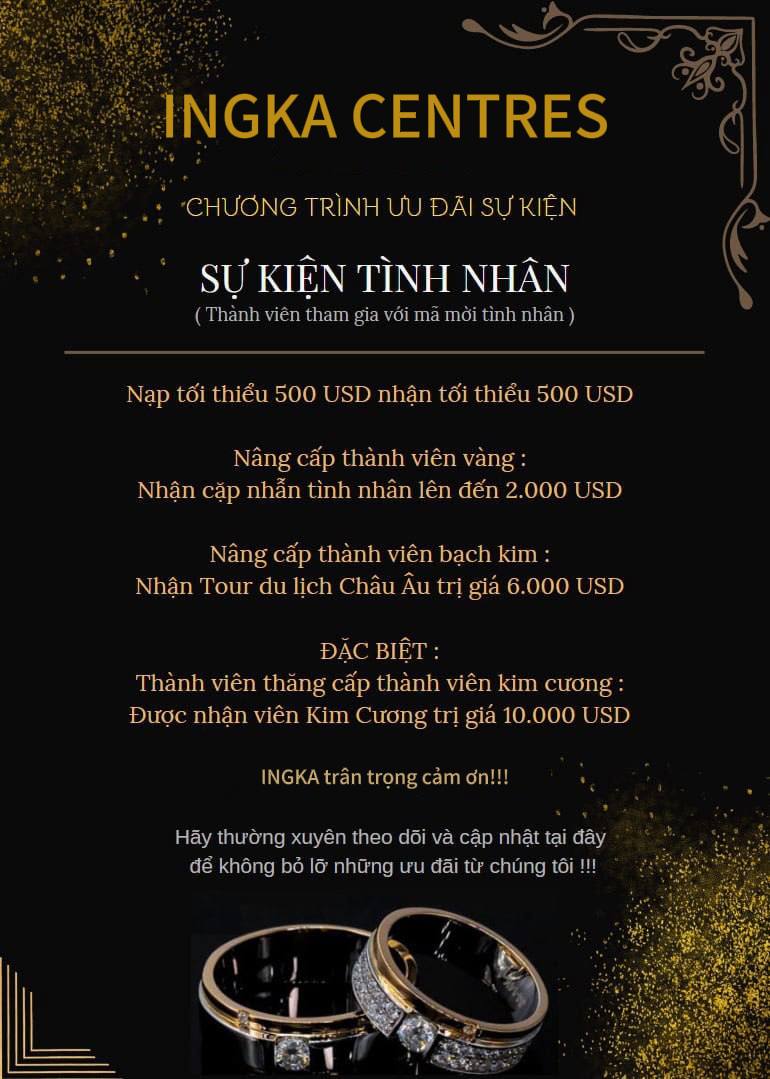 INGKA CENTRES
CHƯƠNG TRÌNH ƯU ĐÃI SỰ KIỆN
SỰ KIỆN TÌNH NHÂN
( Thành viên tham gia với mã mời tình nhân )
Nạp tối thiểu 500 USD nhận tối thiểu 500 USD
Nâng cấp thành viên vàng :
Nhận cặp nhẫn tình nhân lên đến 2.000 USD
Nâng cấp thành viên bạch kim :
Nhận Tour du lịch Châu Âu trị giá 6.000 USD
ĐẶC BIỆT :
Thành viên thăng cấp thành viên kim cương :
Được nhận viên Kim Cương trị giá 10.000 USD
INGKA trân trọng cảm ơn!!!
Hãy thường xuyên theo dõi và cập nhật tại đây
để không bỏ lỡ những ưu đãi từ chúng tôi !!!